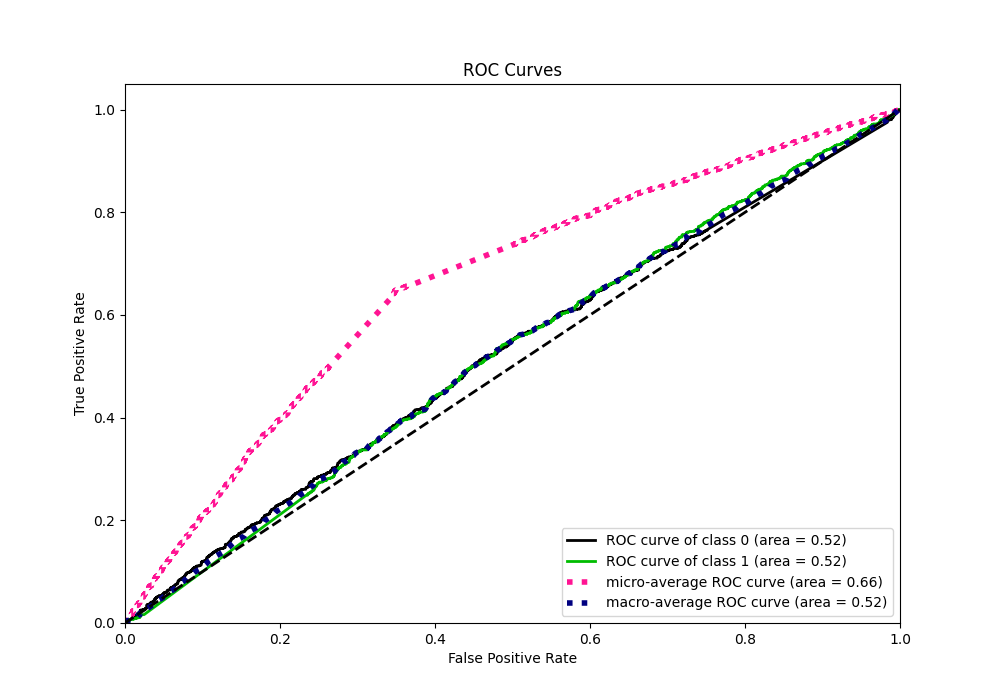 ROC Curves
True Positive Rate
1.0
0.8
0.6
0.4
0.2
0.0
ROC curve of class 0 (area = 0.52)
ROC curve of class 1 (area = 0.52)
micro-average ROC curve (area = 0.66)
macro-average ROC curve (area = 0.52)
0.0 0.2 0.4 0.6 0.8 1.0
False Positive Rate